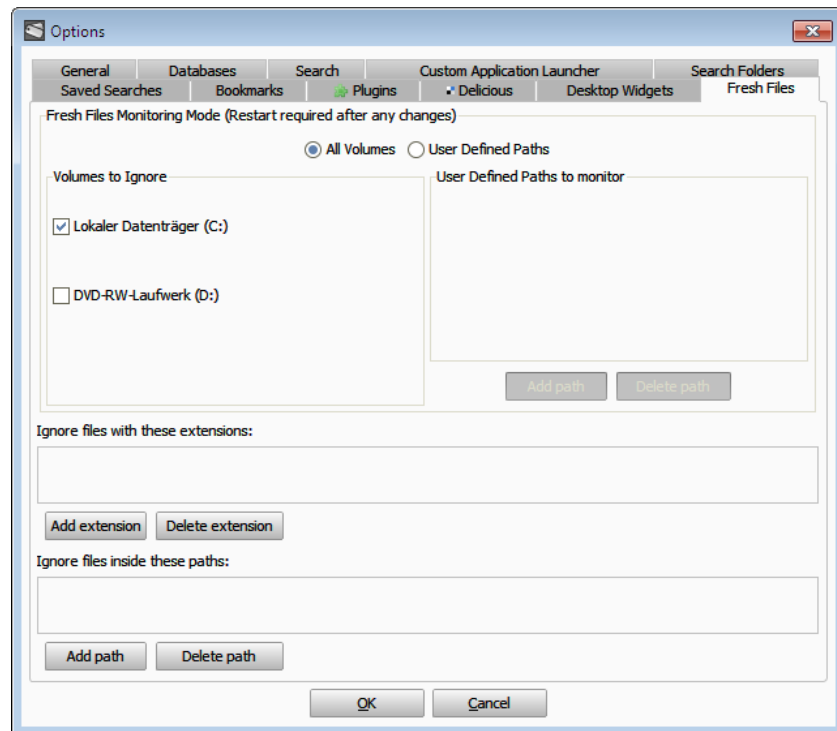 Options
General Databases Search Custom Application Launcher Search Folders
Saved Searches Bookmarks Plugins Delicious Desktop Widgets Fresh Files
Fresh Files Monitoring Mode (Restart required after any changes)
All Volumes User Defined Paths
Volumes to Ignore User Defined Paths to monitor
Lokaler Datenträger (C:)
DVD-RW-Laufwerk (D:)
Add path Delete path
Ignore files with these extensions:
Add extension Delete extension
Ignore files inside these paths:
Add path Delete path
OK Cancel